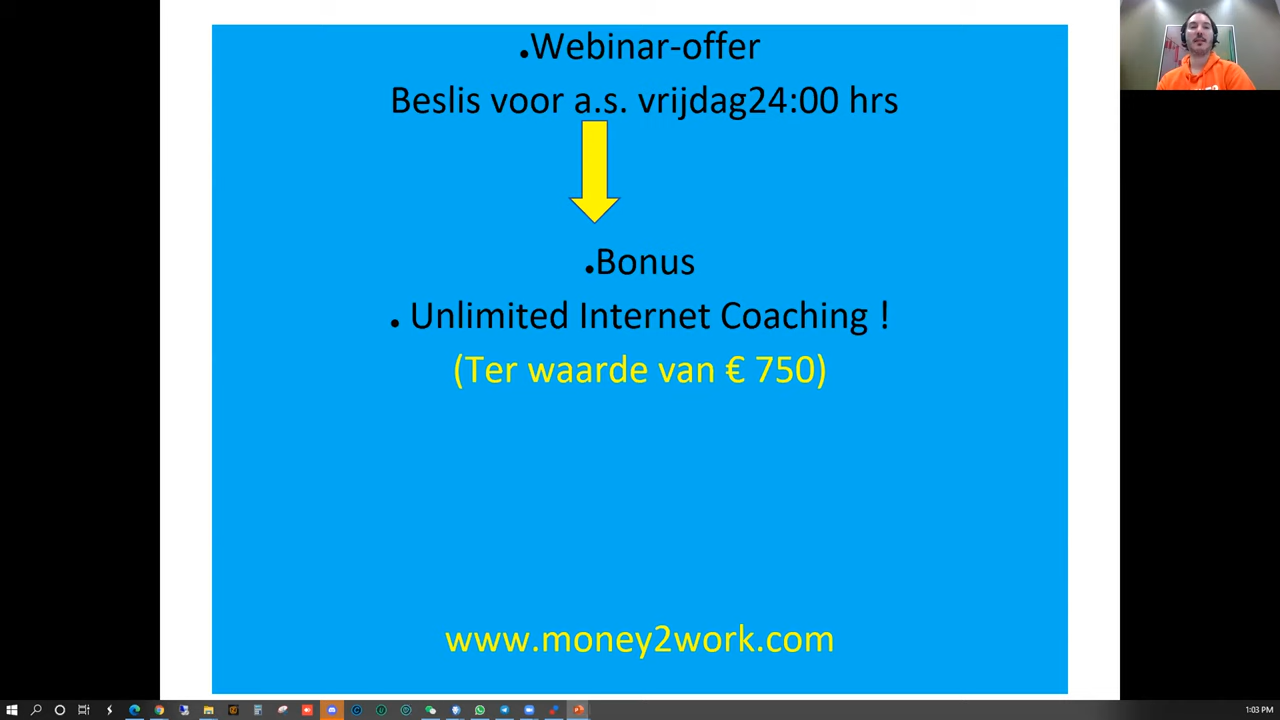 •Webinar-offer
Beslis voor a.s. vrijdag24:00 hrs
•Bonus
• Unlimited Internet Coaching !
(Ter waarde van € 750)
www.money2work.com
1:03 PM